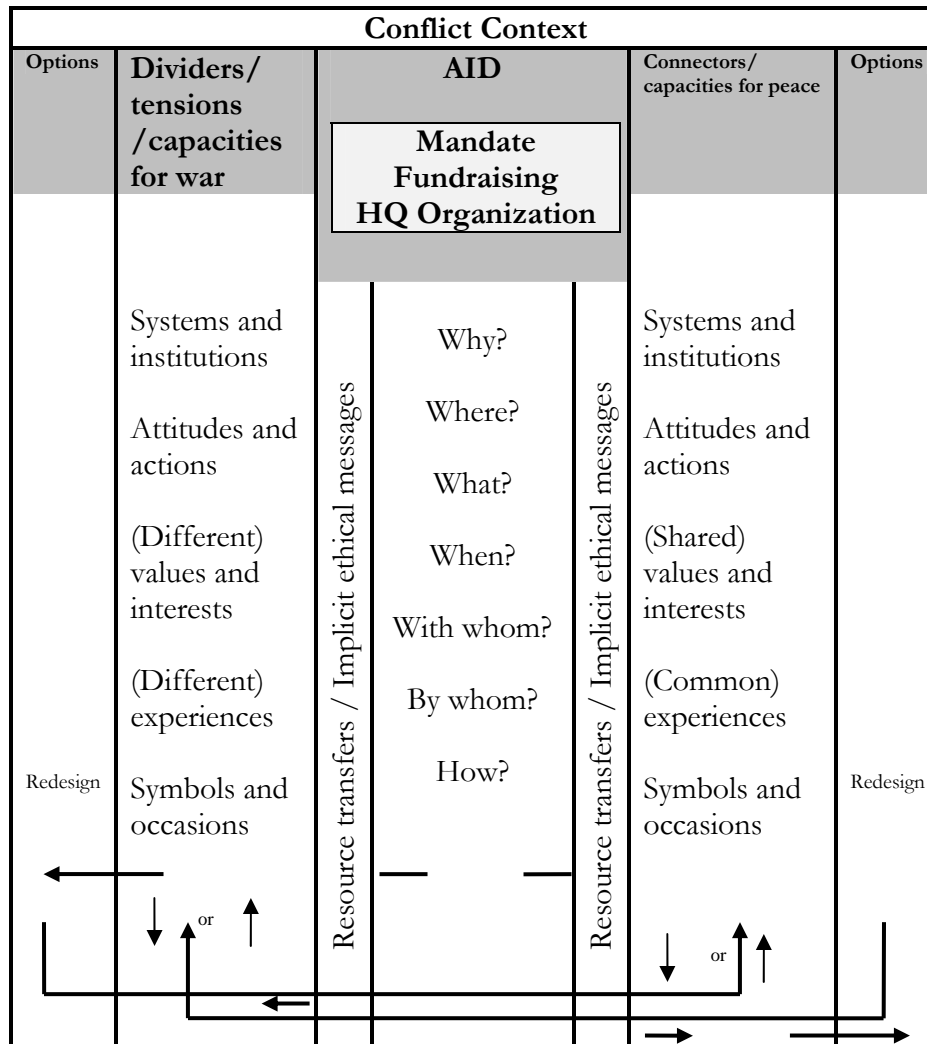 Conflict Context
Options
Dividers/
tensions
/capacities
for war
AID
Mandate
Fundraising
HQ Organization
Connectors/
capacities for peace
Options
Systems and
institutions
Attitudes and
actions
(Different)
values and
interests
(Different)
experiences
Symbols and
occasions
Redesign
Resource transfers / Implicit ethical messages
Why?
Where?
What?
When?
With whom?
By whom?
How?
Resource transfers / Implicit ethical messages
Systems and
institutions
Attitudes and
actions
(Shared)
values and
interests
(Common)
experiences
Symbols and
occasions
Redesign
or
or